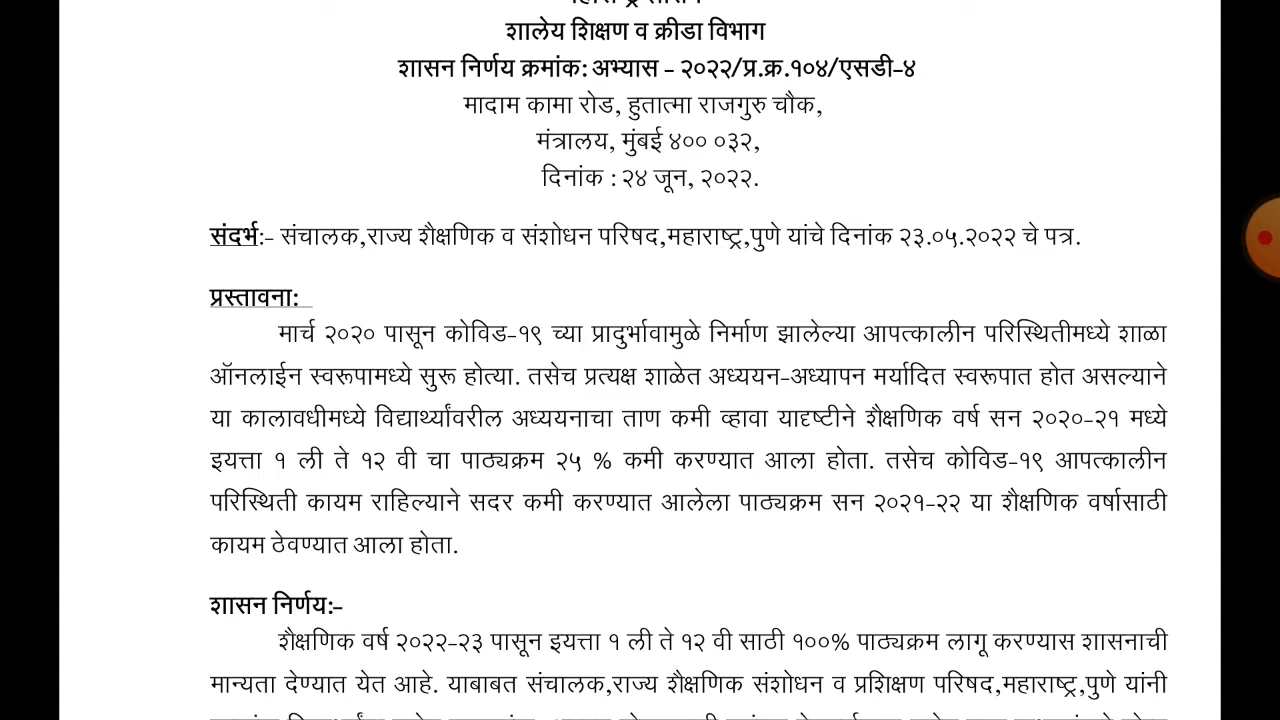 शालेय शिक्षण व क्रीडा विभाग
शासन निर्णय क्रमांक: अभ्यास - २०२२/प्र.क्र.१०४/एसडी-४
मादाम कामा रोड, हुतात्मा राजगुरु चौक,
मंत्रालय, मुंबई ४०० ०३२,
दिनांक : २४ जून, २०२२.
संदर्भ:- संचालक,राज्य शैक्षणिक व संशोधन परिषद,महाराष्ट्र,पुणे यांचे दिनांक २३.०५.२०२२ चे पत्र.
प्रस्तावना:
मार्च २०२० पासून कोविड-१९ च्या प्रादुर्भावामुळे निर्माण झालेल्या आपत्कालीन परिस्थितीमध्ये शाळा
ऑनलाईन स्वरूपामध्ये सुरू होत्या. तसेच प्रत्यक्ष शाळेत अध्ययन-अध्यापन मर्यादित स्वरूपात होत असल्याने
या कालावधीमध्ये विद्यार्थ्यांवरील अध्ययनाचा ताण कमी व्हावा यादृष्टीने शैक्षणिक वर्ष सन २०२०-२१ मध्ये
इयत्ता १ ली ते १२ वी चा पाठ्यक्रम २५ % कमी करण्यात आला होता. तसेच कोविड-१९ आपत्कालीन
परिस्थिती कायम राहिल्याने सदर कमी करण्यात आलेला पाठ्यक्रम सन २०२१-२२ या शैक्षणिक वर्षासाठी
कायम ठेवण्यात आला होता.
शासन निर्णय:-
शैक्षणिक वर्ष २०२२-२३ पासून इयत्ता १ ली ते १२ वी साठी १००% पाठ्यक्रम लागू करण्यास शासनाची
मान्यता देण्यात येत आहे. याबाबत संचालक,राज्य शैक्षणिक संशोधन व प्रशिक्षण परिषद,महाराष्ट्र,पुणे यांनी